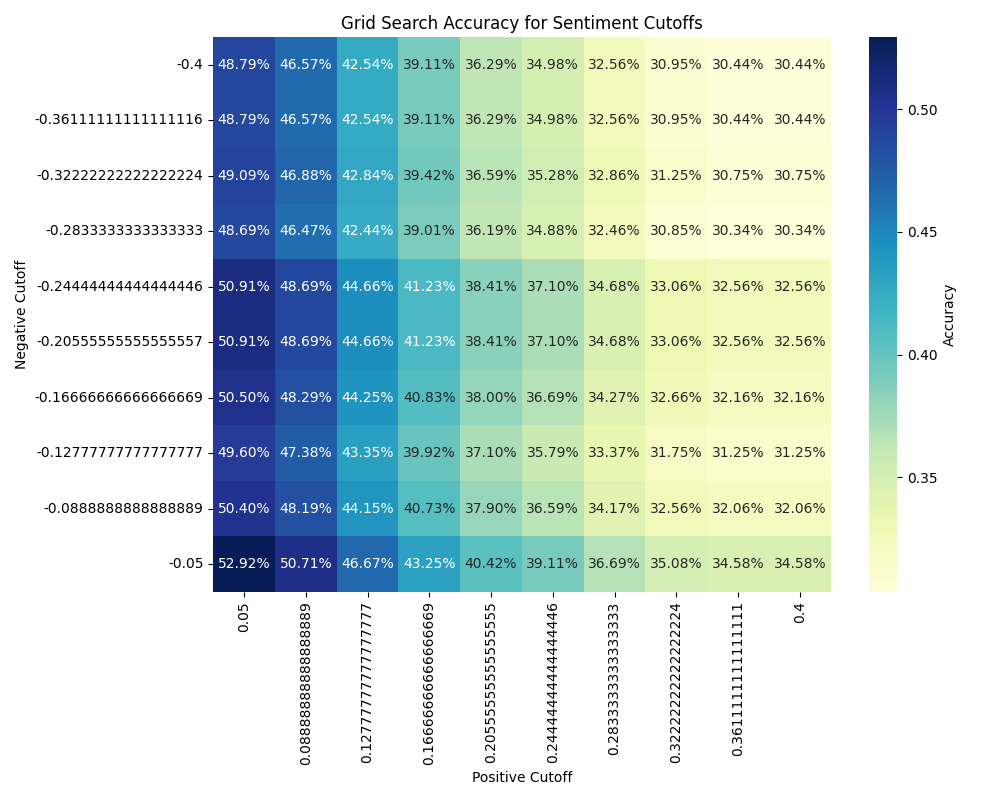 Grid Search Accuracy for Sentiment Cutoffs
-0.4 48.79% 46.57% 42.54% 39.11% 36.29% 34.98% 32.56% 30.95% 30.44% 30.44%
-0.36111111111111116 48.79% 46.57% 42.54% 39.11% 36.29% 34.98% 32.56% 30.95% 30.44% 30.44%
-0.32222222222222224 49.09% 46.88% 42.84% 39.42% 36.59% 35.28% 32.86% 31.25% 30.75% 30.75%
-0.2833333333333333 48.69% 46.47% 42.44% 39.01% 36.19% 34.88% 32.46% 30.85% 30.34% 30.34%
-0.24444444444444446 50.91% 48.69% 44.66% 41.23% 38.41% 37.10% 34.68% 33.06% 32.56% 32.56%
-0.20555555555555557 50.91% 48.69% 44.66% 41.23% 38.41% 37.10% 34.68% 33.06% 32.56% 32.56%
-0.16666666666666669 50.50% 48.29% 44.25% 40.83% 38.00% 36.69% 34.27% 32.66% 32.16% 32.16%
-0.12777777777777777 49.60% 47.38% 43.35% 39.92% 37.10% 35.79% 33.37% 31.75% 31.25% 31.25%
-0.0888888888888889 50.40% 48.19% 44.15% 40.73% 37.90% 36.59% 34.17% 32.56% 32.06% 32.06%
-0.05 52.92% 50.71% 46.67% 43.25% 40.42% 39.11% 36.69% 35.08% 34.58% 34.58%
Negative Cutoff
0.05
0.08888888888888889
0.12777777777777777
0.16666666666666669
0.20555555555555555
0.24444444444444446
0.2833333333333333
0.32222222222222224
0.3611111111111111
0.4
Positive Cutoff
0.50
0.45
0.40
0.35
Accuracy